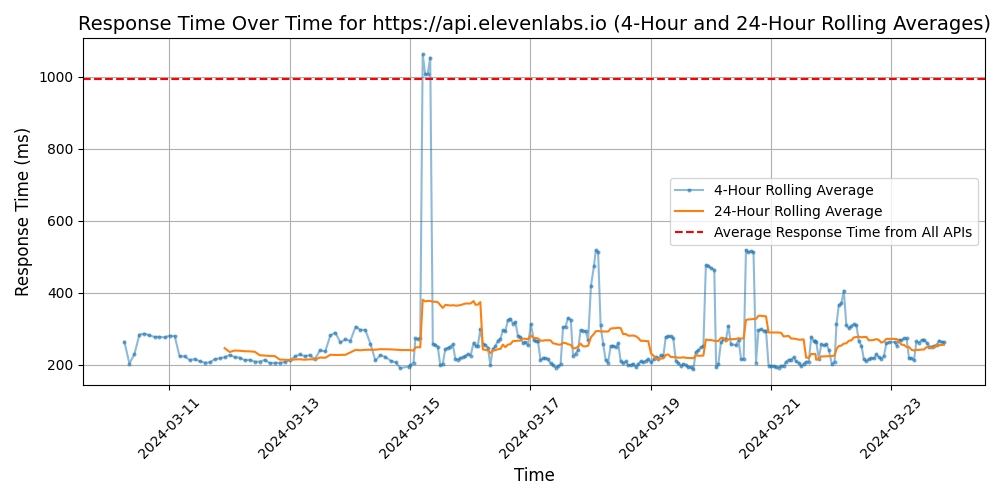 Response Time Over Time for https://api.elevenlabs.io (4-Hour and 24-Hour Rolling Averages)
Response Time (ms)
1000
800
600
400
200
4-Hour Rolling Average
24-Hour Rolling Average
Average Response Time from All APIs
2024-03-11
2024-03-13
2024-03-15
2024-03-17
2024-03-19
2024-03-21
2024-03-23
Time